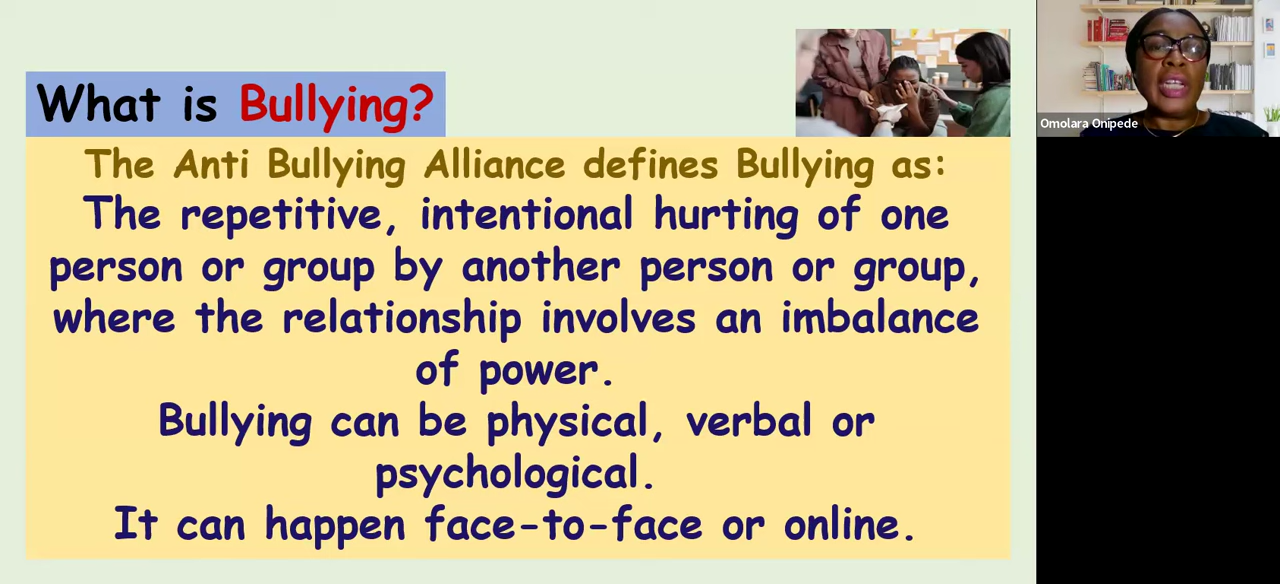 What is Bullying?
The Anti Bullying Alliance defines Bullying as:
The repetitive, intentional hurting of one
person or group by another person or group,
where the relationship involves an imbalance
of power.
Bullying can be physical, verbal or
psychological.
It can happen face-to-face or online.
Omolara Onipede